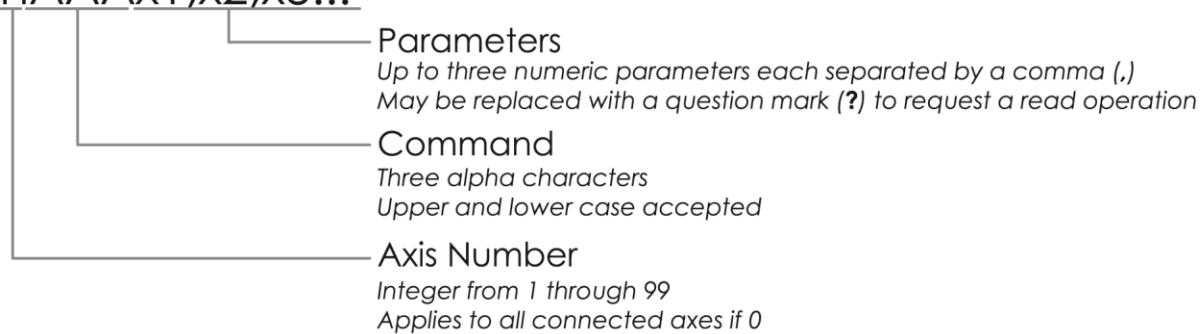 Parameters
Up to three numeric parameters each separated by a comma (,)
May be replaced with a question mark (?) to request a read operation
Command
Three alpha characters
Upper and lower case accepted
Axis Number
Integer from 1 through 99
Applies to all connected axes if 0